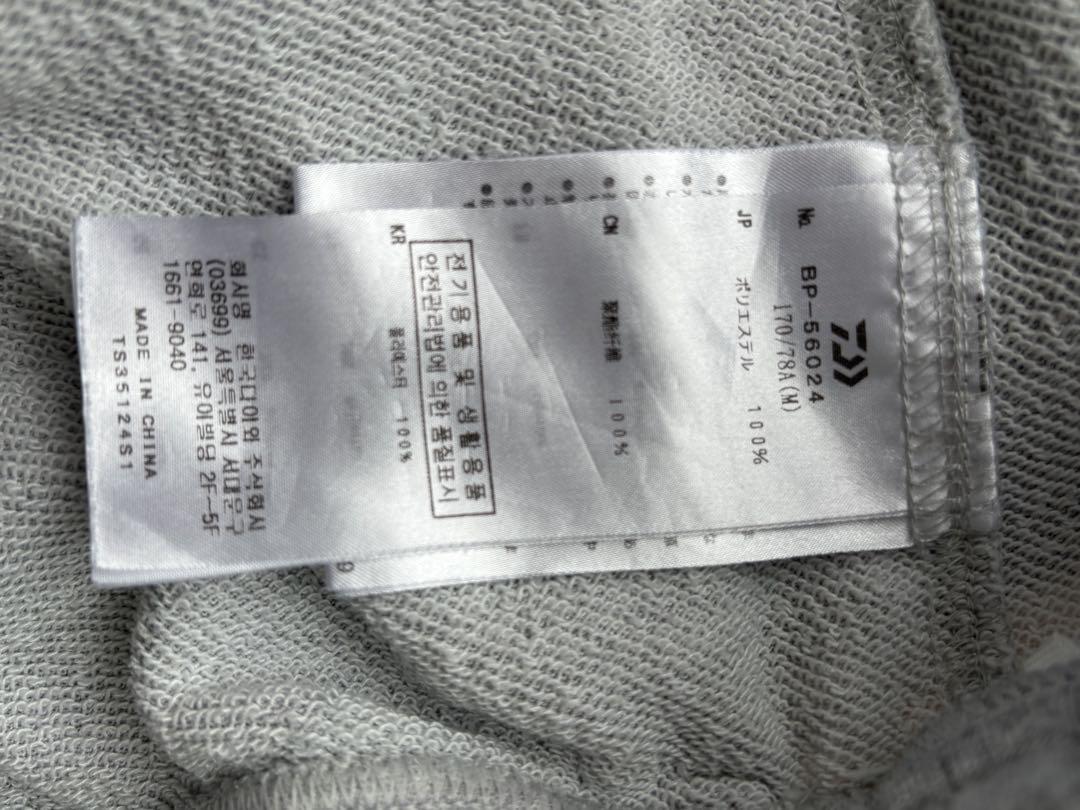 No. BP-56024
170/78A(M)
JP ポリエステル 100%
CN 聚酯纤维 100%
전기용품 및 생활용품
안전관리법에 의한 품질표시
KR 폴리에스터 100%
회사명 한국다이와 주식회사
(03699) 서울특별시 서대문구
연희로 141, 유이빌딩 2F-5F
1661-9040
MADE IN CHINA
TS35124S1